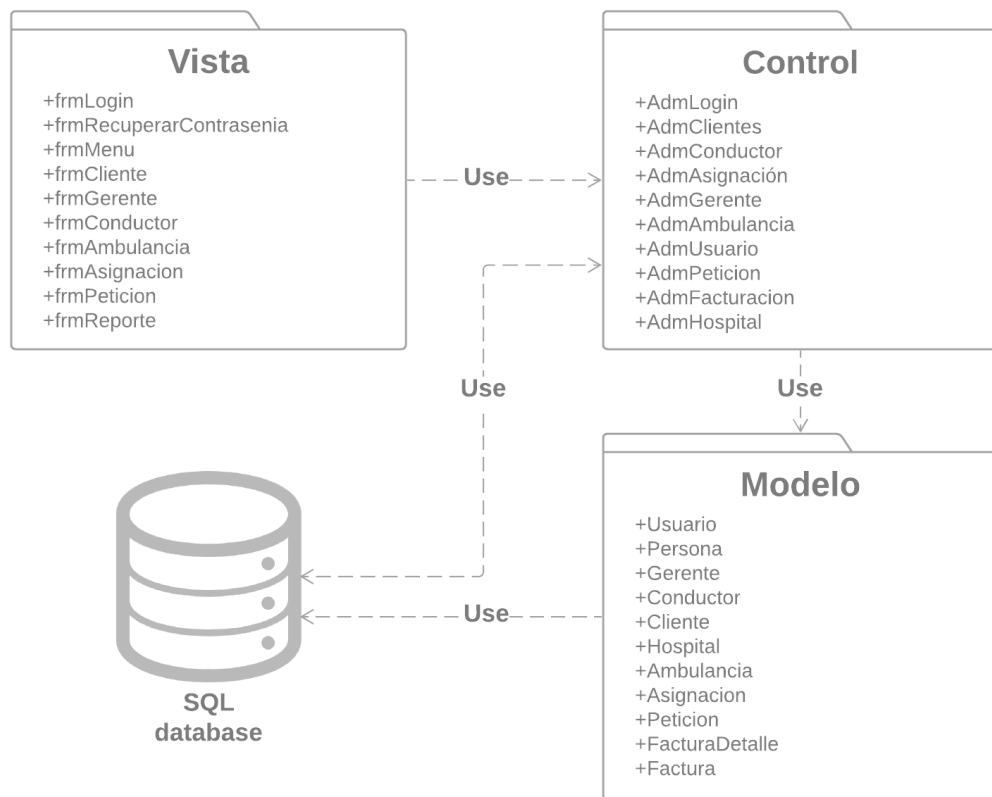 Vista
+frmLogin
+frmRecuperarContrasenia
+frmMenu
+frmCliente
+frmGerente
+frmConductor
+frmAmbulancia
+frmAsignacion
+frmPeticion
+frmReporte
Use
Control
+AdmLogin
+AdmClientes
+AdmConductor
+AdmAsignación
+AdmGerente
+AdmAmbulancia
+AdmUsuario
+AdmPeticion
+AdmFacturacion
+AdmHospital
Use
Use
Modelo
+Usuario
+Persona
+Gerente
+Conductor
+Cliente
+Hospital
+Ambulancia
+Asignacion
+Peticion
+FacturaDetalle
+Factura
Use
SQL
database